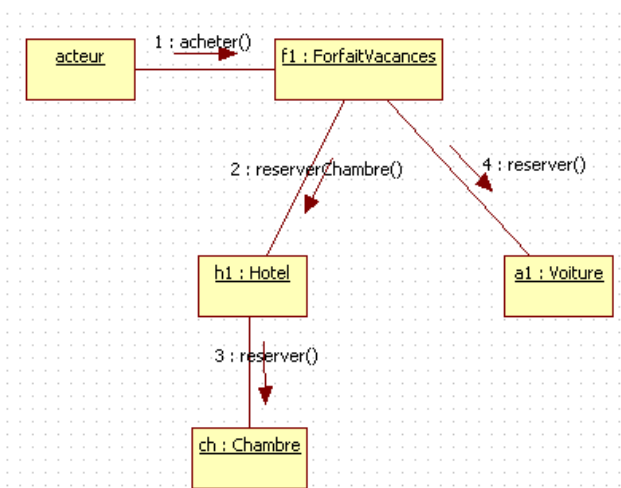 1 : acheter()
acteur
f1 : ForfaitVacances
2 : reserverChambre()
4 : reserver()
h1 : Hotel
a1 : Voiture
3 : reserver()
ch : Chambre